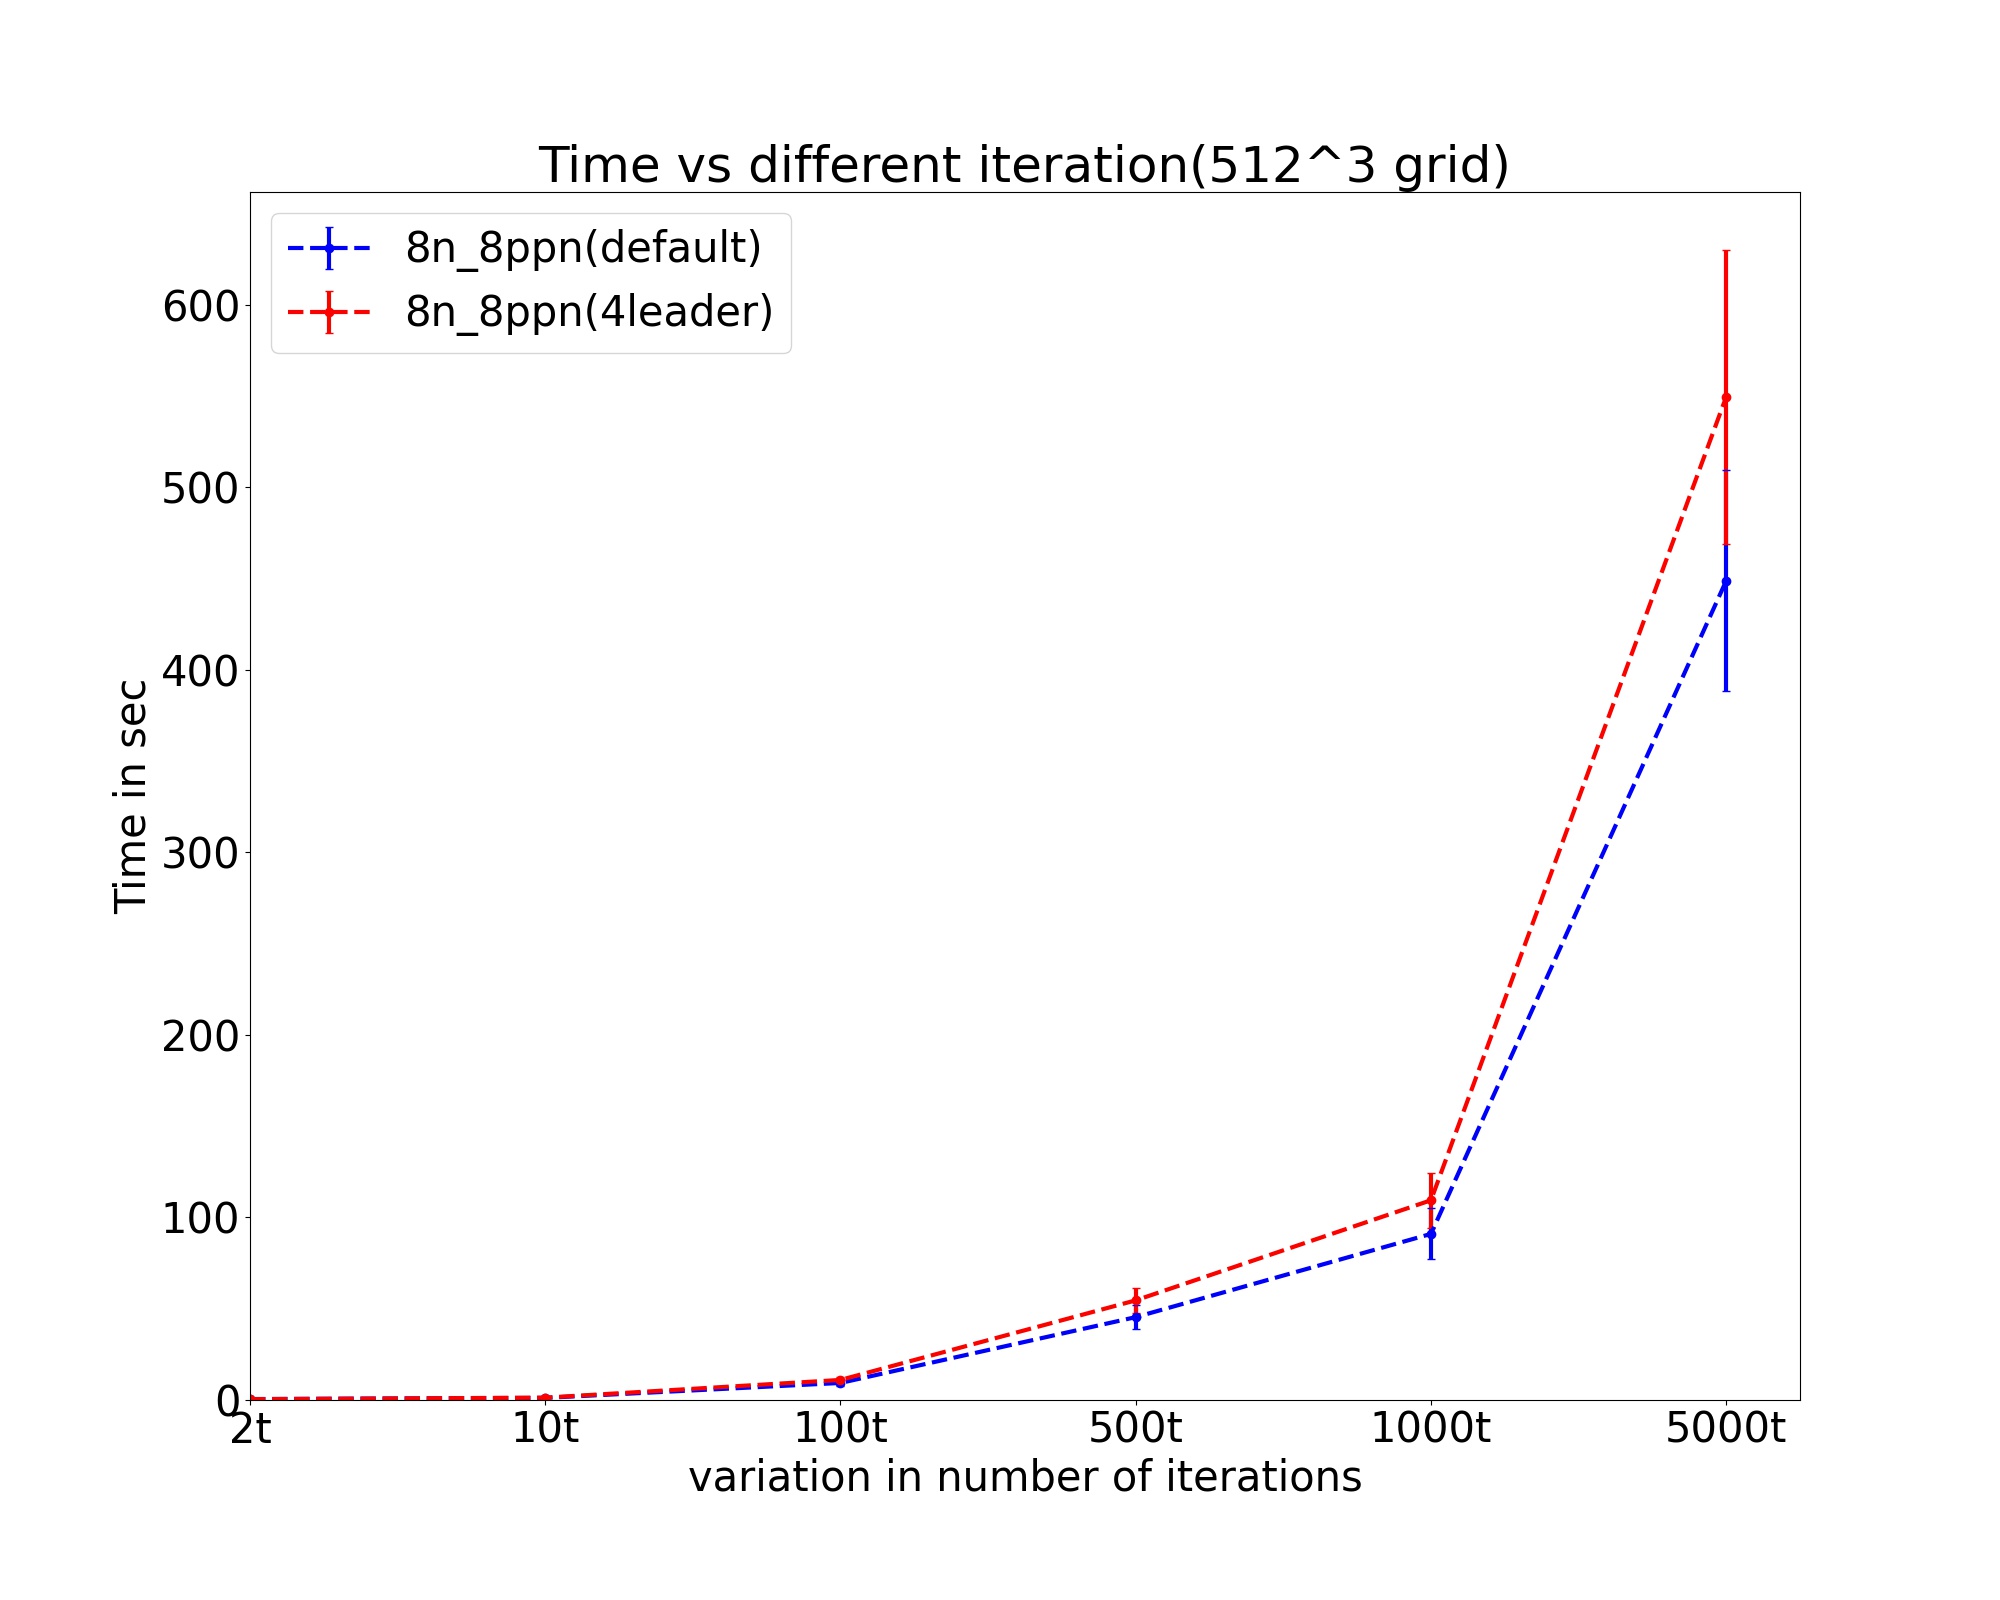 Time vs different iteration(512^3 grid)
8n_8ppn(default)
8n_8ppn(4leader)
600
500
400
300
200
100
0
Time in sec
2t 10t 100t 500t 1000t 5000t
variation in number of iterations